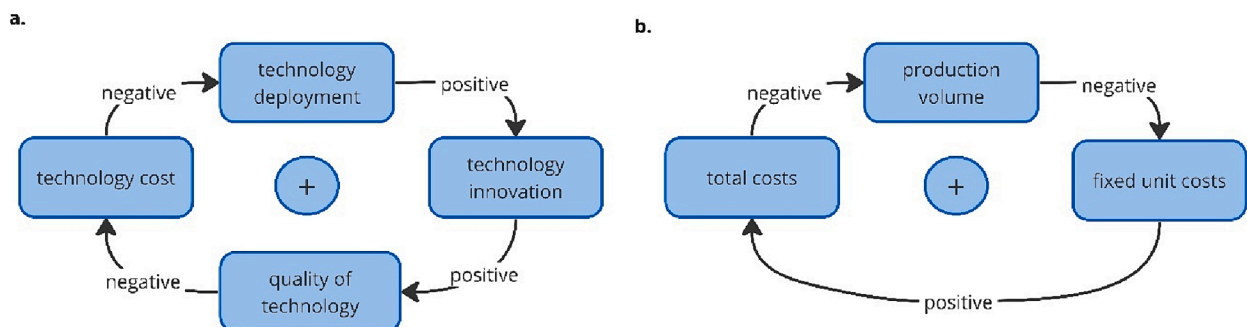 a.
technology
deployment
negative
positive
technology cost
+
technology
innovation
negative
positive
quality of
technology
b.
production
volume
negative
negative
total costs
+
fixed unit costs
positive